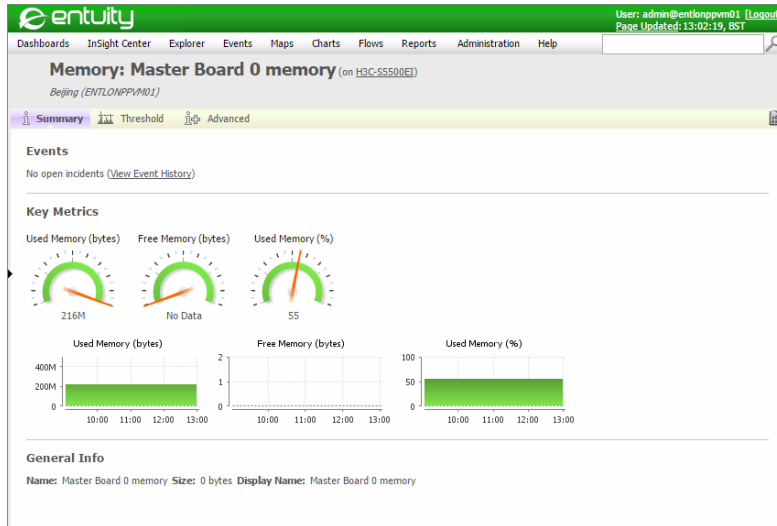 entuity
User: admin@entlonppvm01 [Logout
Page Updated:13:02:19, BST
Dashboards InSight Center Explorer Events Maps Charts Flows Reports Administration Help
Memory: Master Board 0 memory (on H3C-S5500EI)
Beijing (ENTLONPPVM01)
Summary Threshold Advanced
Events
No open incidents (View Event History)
Key Metrics
Used Memory (bytes) Free Memory (bytes) Used Memory (%)
216M No Data 55
Used Memory (bytes) Free Memory (bytes) Used Memory (%)
400M 2 100
200M 1 50
0 0 0
10:00 11:00 12:00 13:00 10:00 11:00 12:00 13:00 10:00 11:00 12:00 13:00
General Info
Name: Master Board 0 memory Size: 0 bytes Display Name: Master Board 0 memory